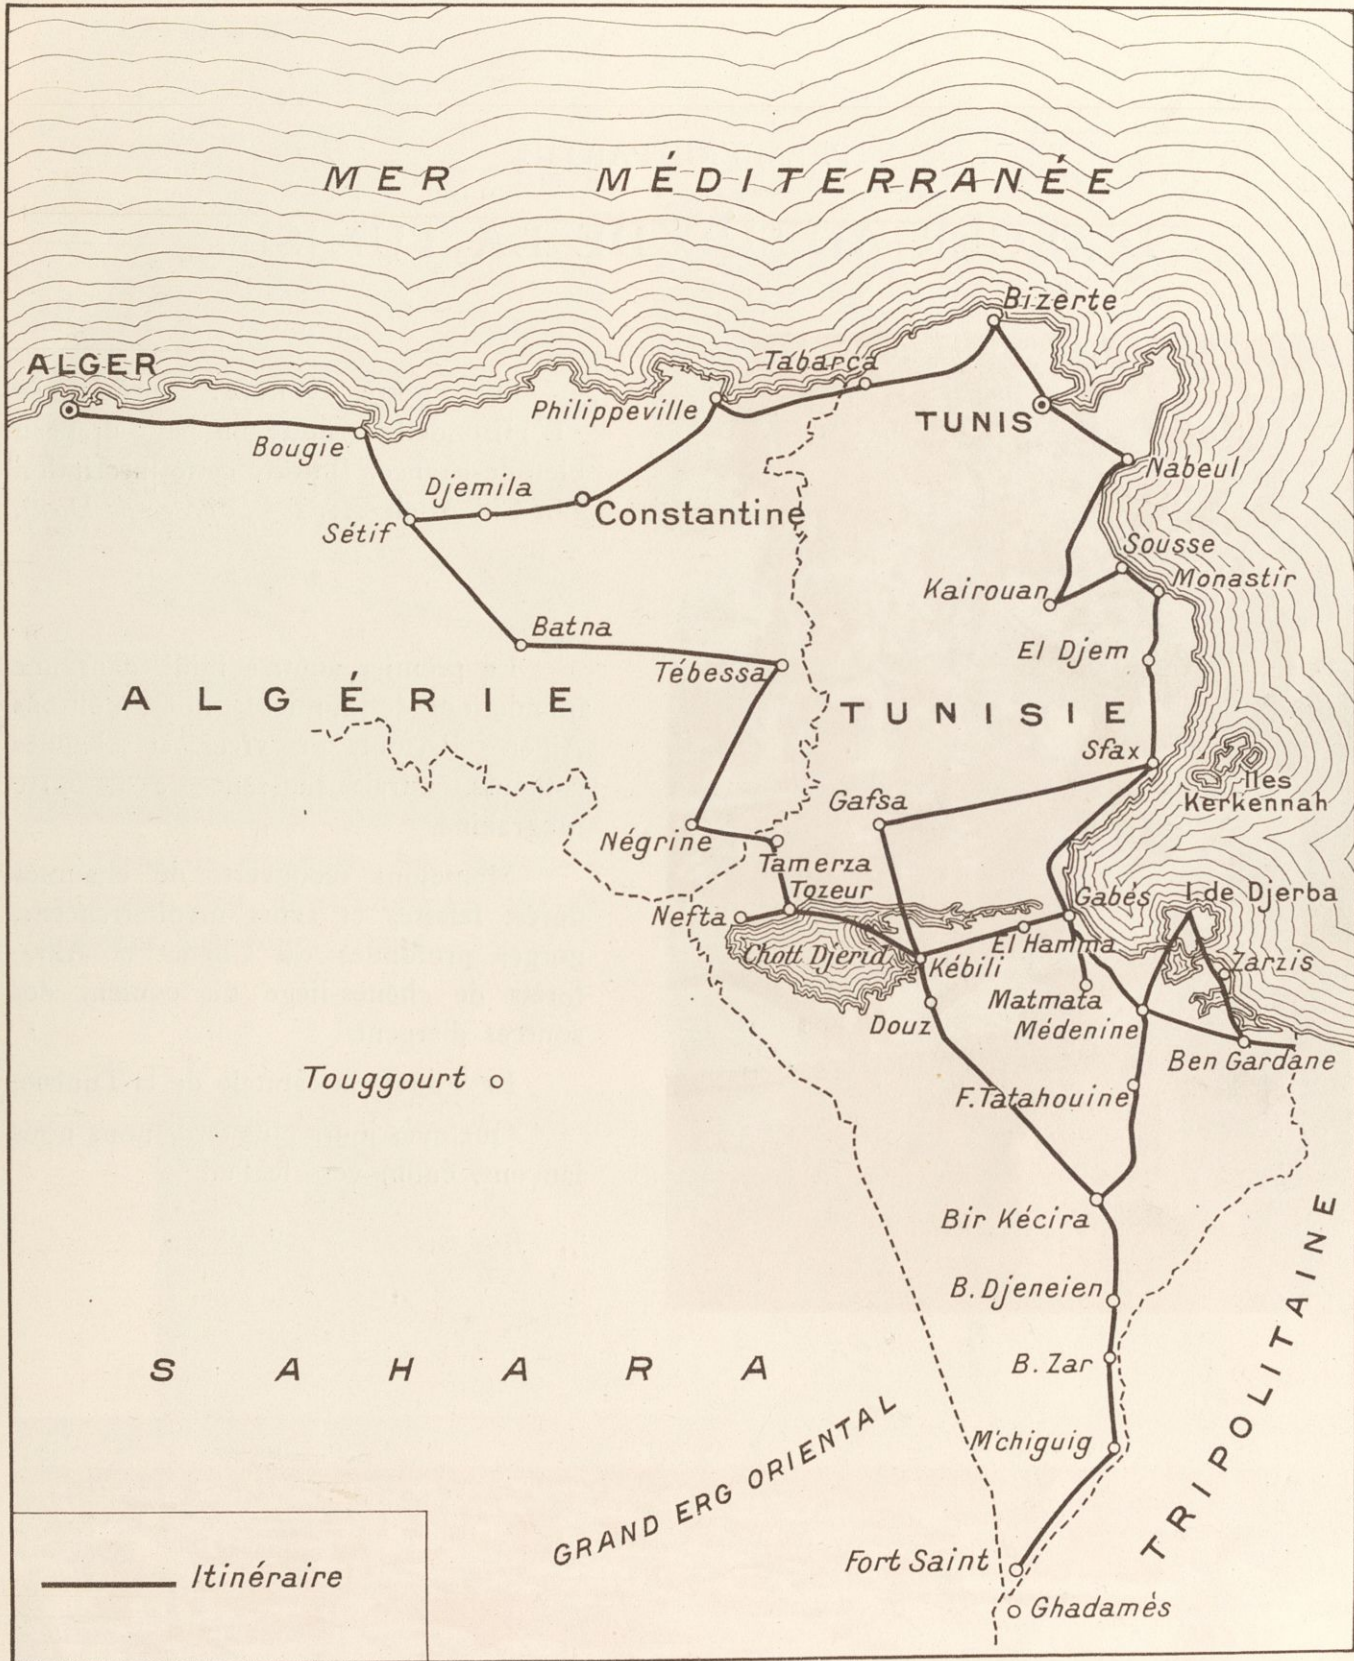 MER MÉDITERRANÉE
Bizerte
ALGER
Tabarca
Philippeville
TUNIS
Bougie
Nabeul
Djemila
Constantine
Sétif
Sousse
Monastir
Kairouan
Batna
El Djem
Tébessa
ALGÉRIE
TUNISIE
Sfax
Iles
Kerkennah
Gafsa
Négrine
Tamerza
Tozeur
Gabés
I de Djerba
Nefta
El Hamma
Chott Djerid
Kébili
Zarzis
Matmata
Douz
Médenine
Ben Gardane
Touggourt
F. Tatahouine
Bir Kécira
B. Djeneien
B. Zar
SAHARA
TRIPOLITAINE
GRAND ERG ORIENTAL
M'chiguig
Fort Saint
Itinéraire
Ghadamés